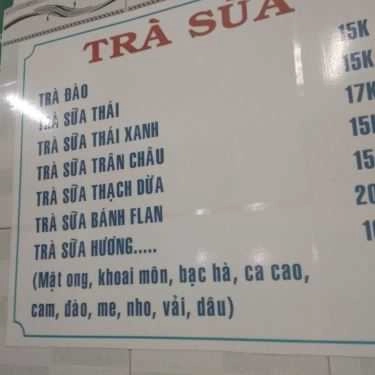 TRÀ SỮA
TRÀ ĐÀO 15K
TRÀ SỮA THÁI 15K
TRÀ SỮA THÁI XANH 17K
TRÀ SỮA TRÂN CHÂU 15K
TRÀ SỮA THẠCH DỪA 15
TRÀ SỮA BÁNH FLAN 20
TRÀ SỮA HƯƠNG.....
(Mật ong, khoai môn, bạc hà, ca cao,
cam, đào, me, nho, vải, dâu)